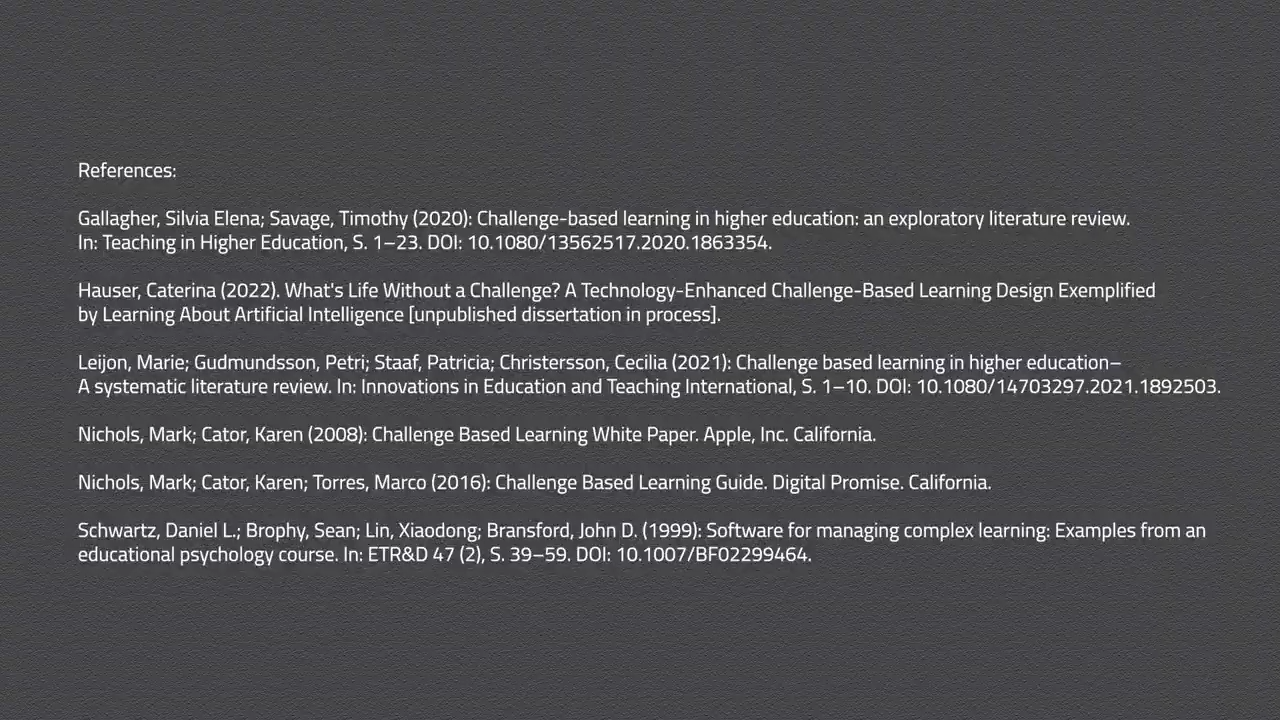 References:
Gallagher, Silvia Elena; Savage, Timothy (2020): Challenge-based learning in higher education: an exploratory literature review.
In: Teaching in Higher Education, S. 1–23. DOI: 10.1080/13562517.2020.1863354.
Hauser, Caterina (2022). What's Life Without a Challenge? A Technology-Enhanced Challenge-Based Learning Design Exemplified
by Learning About Artificial Intelligence [unpublished dissertation in process].
Leijon, Marie; Gudmundsson, Petri; Staaf, Patricia; Christersson, Cecilia (2021): Challenge based learning in higher education–
A systematic literature review. In: Innovations in Education and Teaching International, S. 1–10. DOI: 10.1080/14703297.2021.1892503.
Nichols, Mark; Cator, Karen (2008): Challenge Based Learning White Paper. Apple, Inc. California.
Nichols, Mark; Cator, Karen; Torres, Marco (2016): Challenge Based Learning Guide. Digital Promise. California.
Schwartz, Daniel L.; Brophy, Sean; Lin, Xiaodong; Bransford, John D. (1999): Software for managing complex learning: Examples from an
educational psychology course. In: ETR&D 47 (2), S. 39–59. DOI: 10.1007/BF02299464.